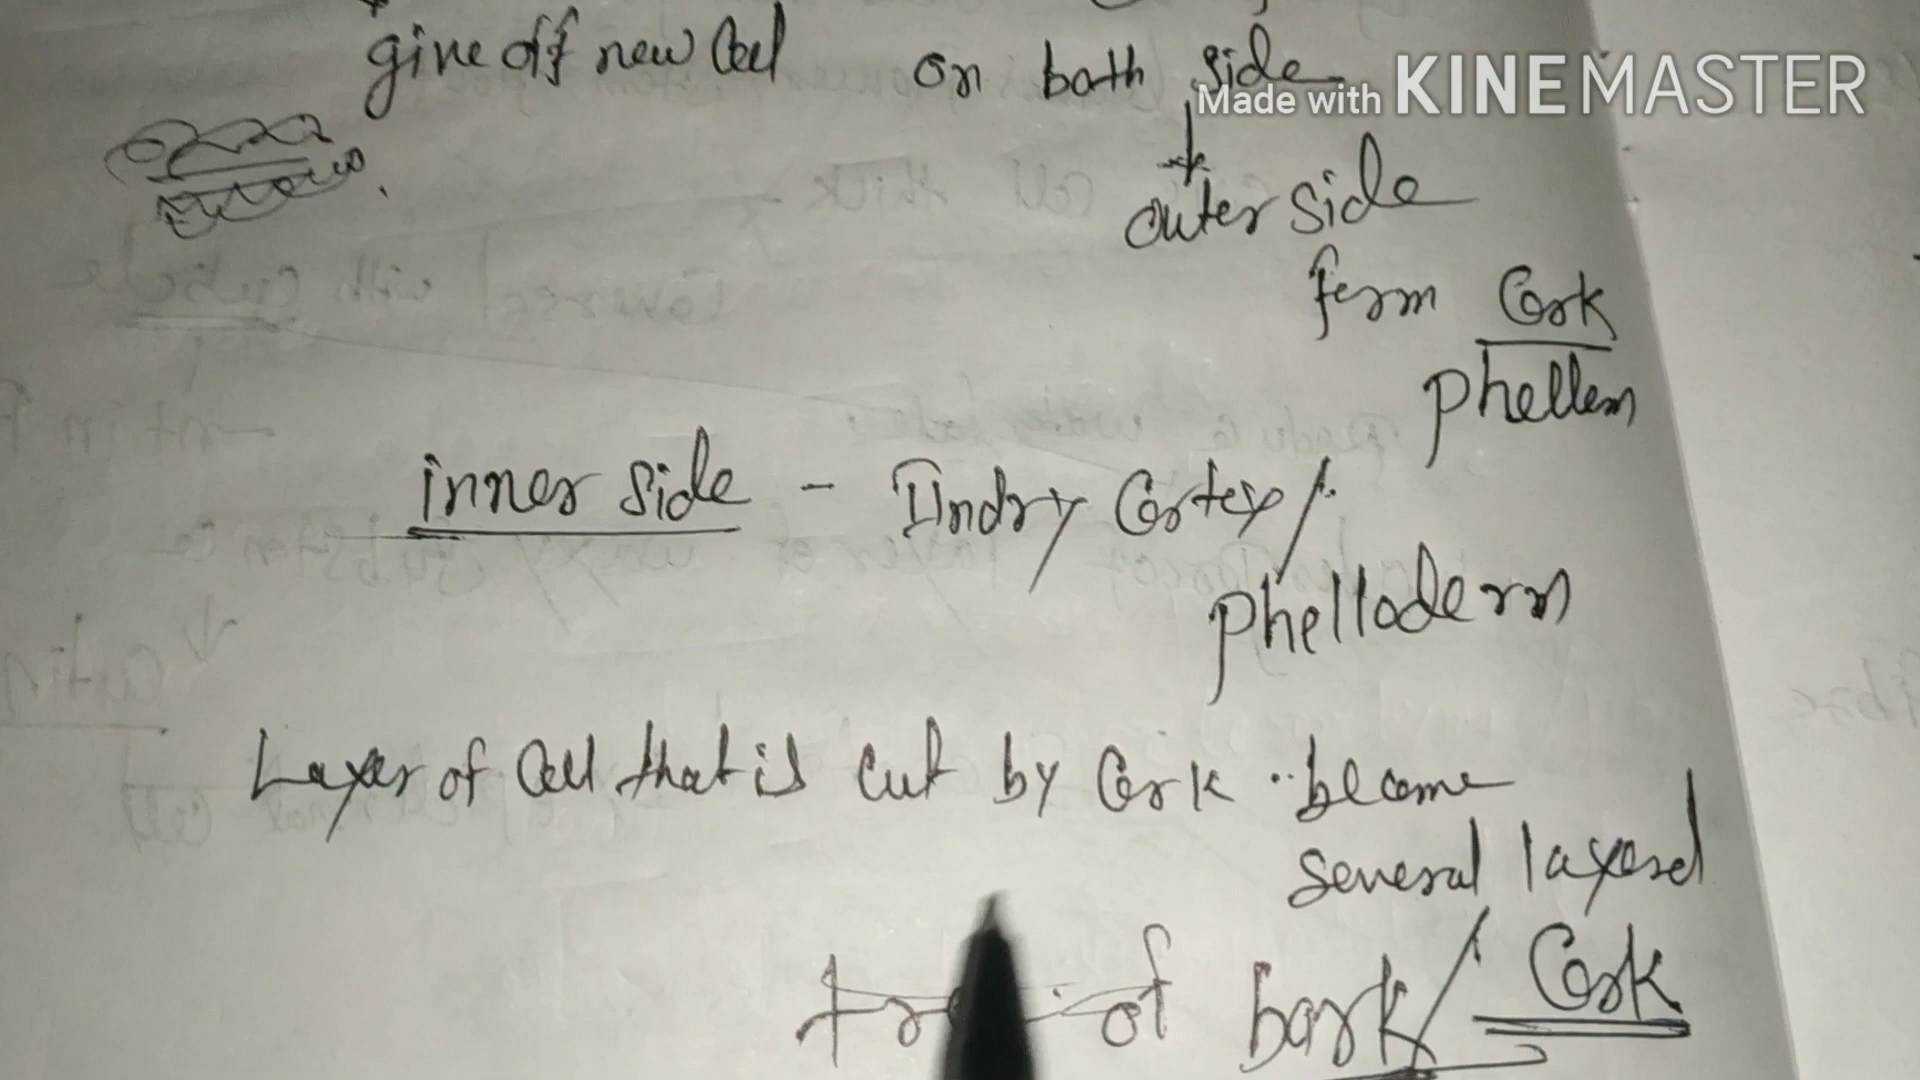 give off new Cell on both side
Made with KINEMASTER
outer side
form Cork
phellem
inner side - IIndry Cortex/
phelloderm
Layer of Cell that is cut by Cork become
several layered
of bark/ Cork